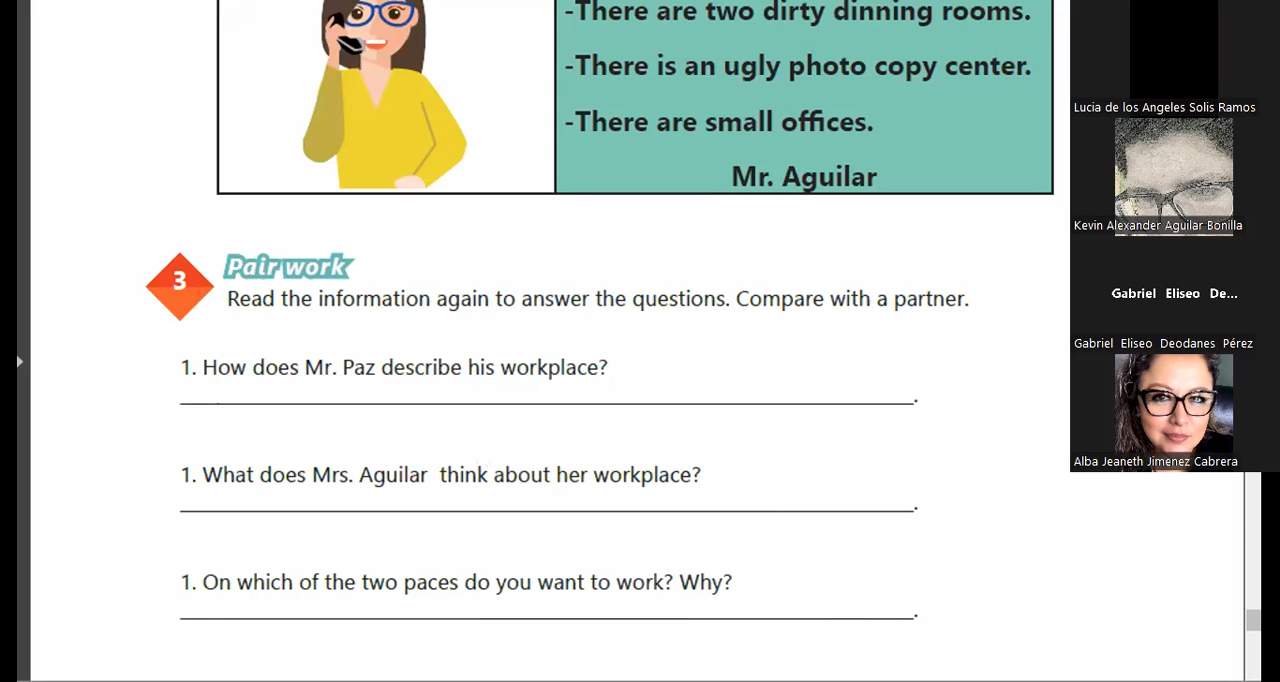 -There are two dirty dinning rooms.
-There is an ugly photo copy center.
-There are small offices.
Mr. Aguilar
3
Pair work
Read the information again to answer the questions. Compare with a partner.
1. How does Mr. Paz describe his workplace?
.
1. What does Mrs. Aguilar think about her workplace?
.
1. On which of the two paces do you want to work? Why?
.
Lucia de los Angeles Solis Ramos
Kevin Alexander Aguilar Bonilla
Gabriel Eliseo De...
Gabriel Eliseo Deodanes Pérez
Alba Jeaneth Jimenez Cabrera